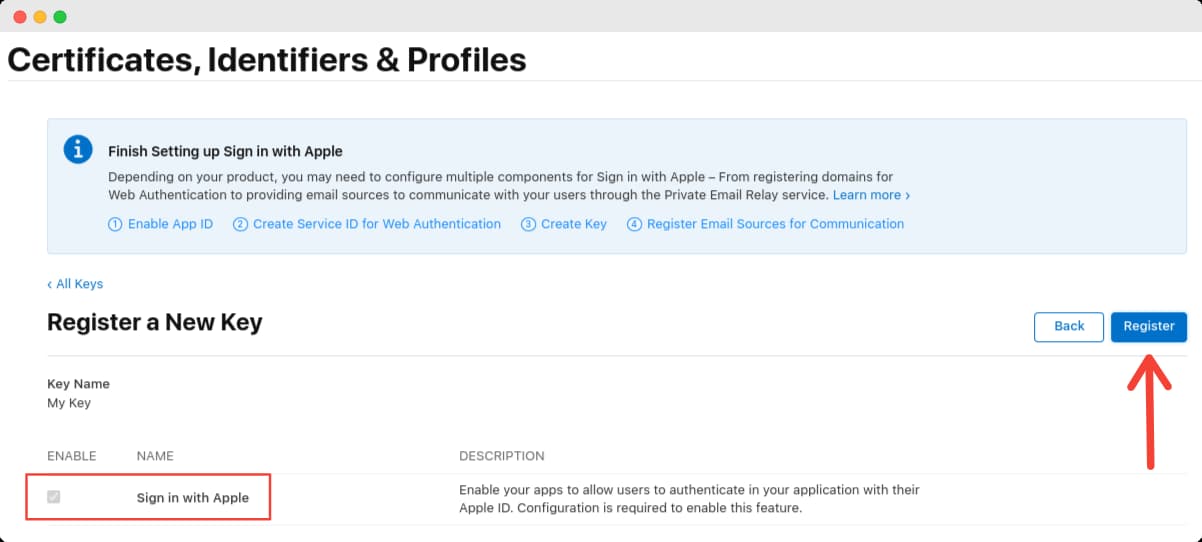 Certificates, Identifiers & Profiles
Finish Setting up Sign in with Apple
Depending on your product, you may need to configure multiple components for Sign in with Apple – From registering domains for
Web Authentication to providing email sources to communicate with your users through the Private Email Relay service. Learn more ›
① Enable App ID ② Create Service ID for Web Authentication ③ Create Key ④ Register Email Sources for Communication
‹ All Keys
Register a New Key
Back Register
Key Name
My Key
ENABLE NAME DESCRIPTION
Sign in with Apple
Enable your apps to allow users to authenticate in your application with their
Apple ID. Configuration is required to enable this feature.